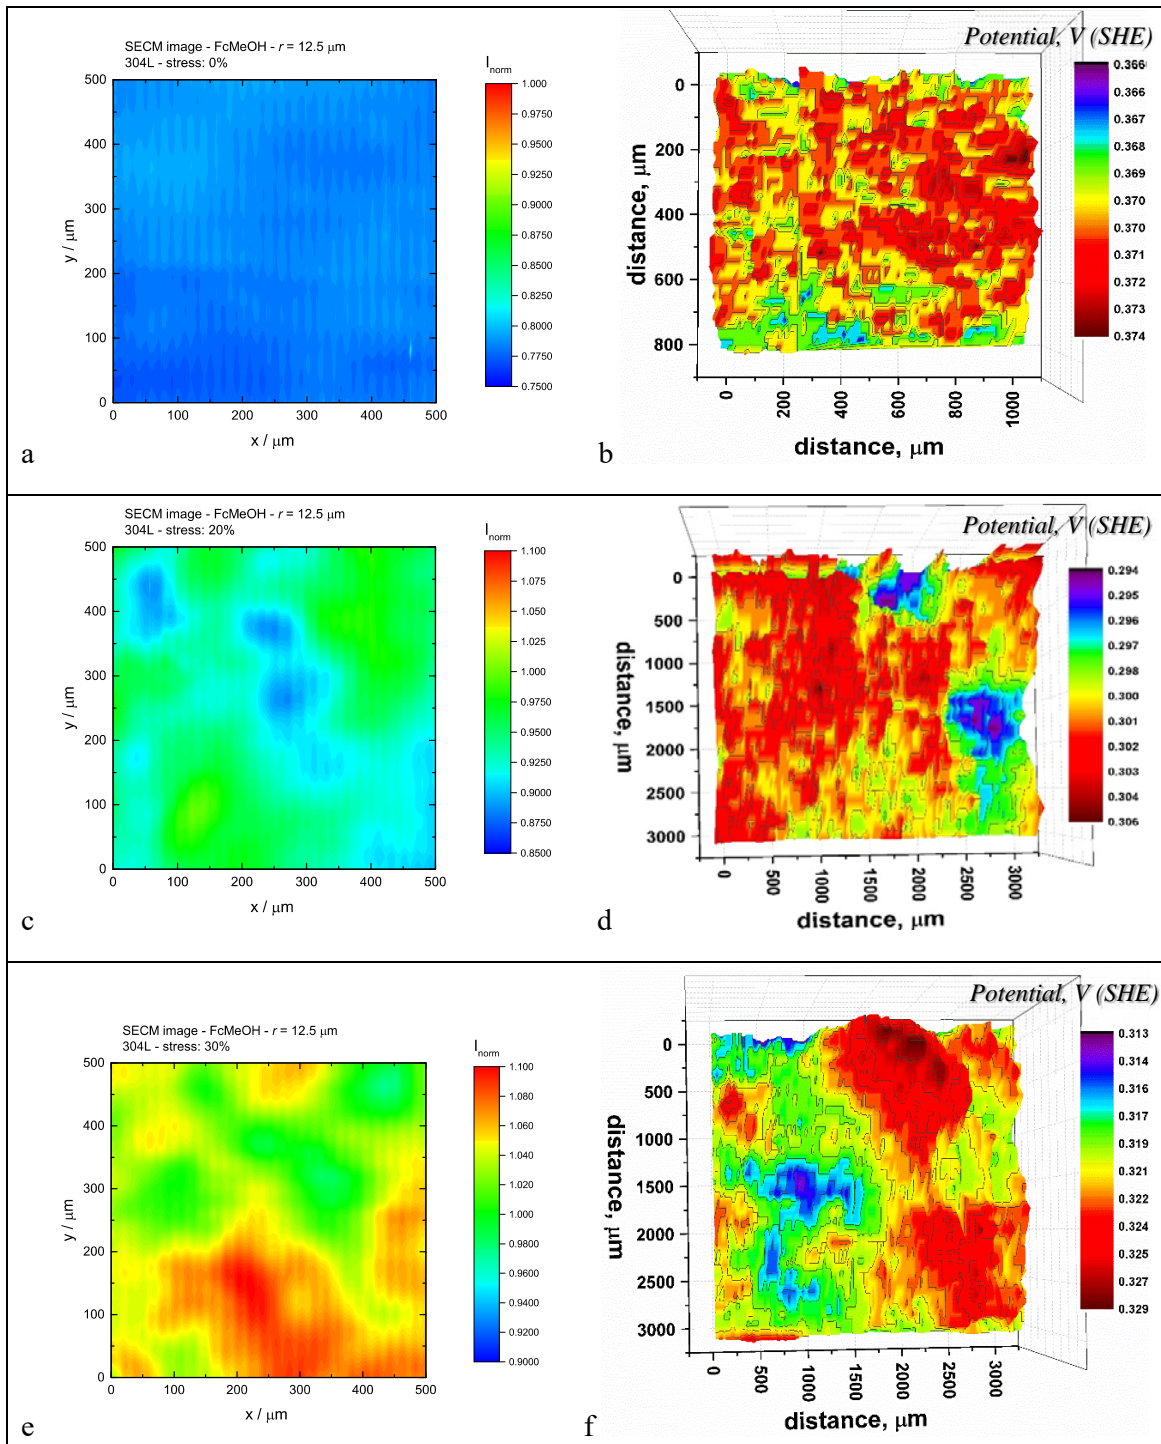 SECM image - FcMeOH - r = 12.5 μm
304L - stress: 0%
I norm
1.000
0.9750
0.9500
0.9250
0.9000
0.8750
0.8500
0.8250
0.8000
0.7750
0.7500
500
400
300
200
100
0
y / μm
0 100 200 300 400 500
x / μm
a
Potential, V (SHE)
0.366
0.366
0.367
0.368
0.369
0.370
0.370
0.371
0.372
0.373
0.374
0
200
400
600
800
distance, μm
0 200 400 600 800 1000
distance, μm
b
SECM image - FcMeOH - r = 12.5 μm
304L - stress: 20%
I norm
1.100
1.075
1.050
1.025
1.000
0.9750
0.9500
0.9250
0.9000
0.8750
0.8500
500
400
300
200
100
0
y / μm
0 100 200 300 400 500
x / μm
c
Potential, V (SHE)
0.294
0.295
0.296
0.297
0.298
0.300
0.301
0.302
0.303
0.304
0.306
0
500
1000
1500
2000
2500
3000
distance, μm
0 500 1000 1500 2000 2500 3000
distance, μm
d
SECM image - FcMeOH - r = 12.5 μm
304L - stress: 30%
I norm
1.100
1.080
1.060
1.040
1.020
1.000
0.9800
0.9600
0.9400
0.9200
0.9000
500
400
300
200
100
0
y / μm
0 100 200 300 400 500
x / μm
e
Potential, V (SHE)
0.313
0.314
0.316
0.317
0.319
0.321
0.322
0.324
0.325
0.327
0.329
0
500
1000
1500
2000
2500
3000
distance, μm
0 500 1000 1500 2000 2500 3000
distance, μm
f